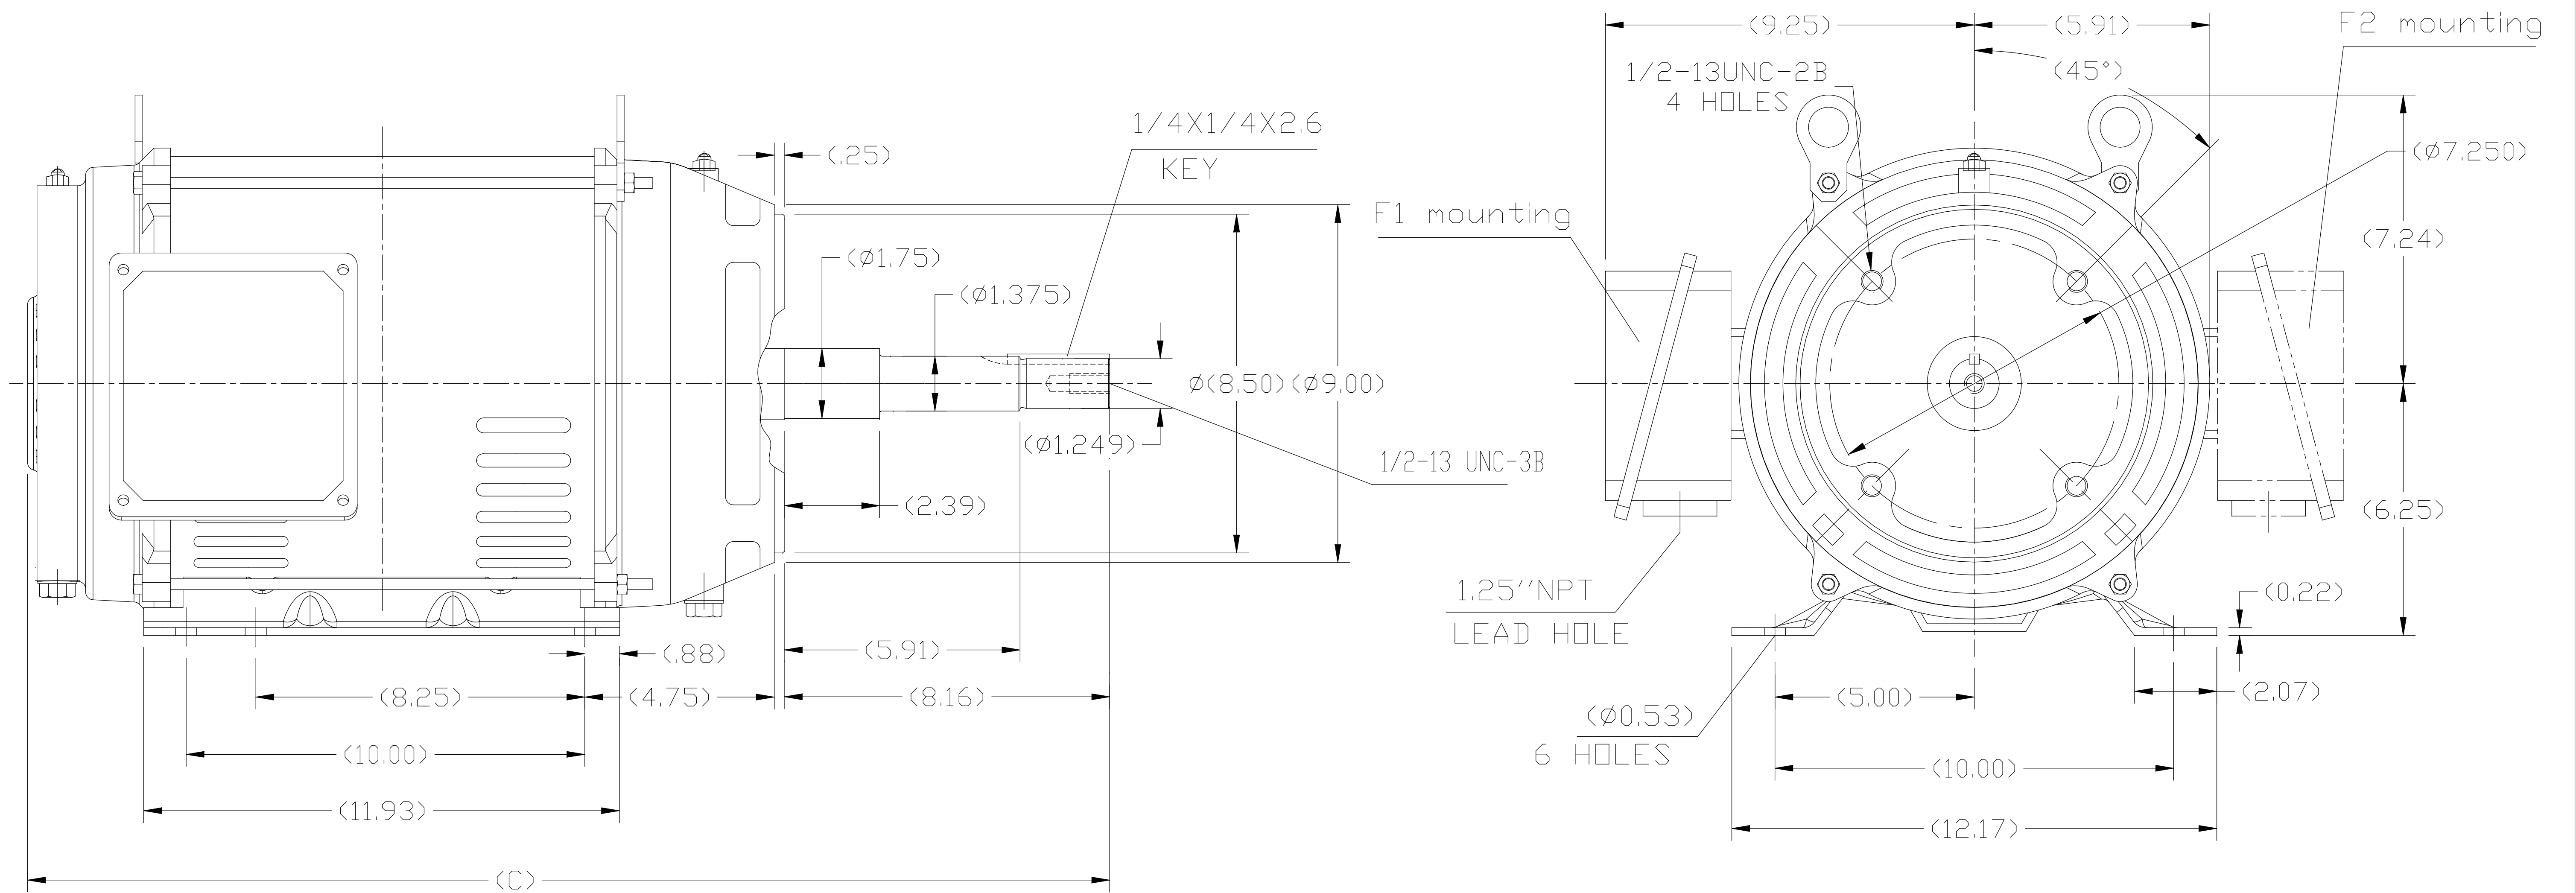 (9.25)
(5.91)
F2 mounting
1/2-13UNC-2B
4 HOLES
(45°)
1/4X1/4X2.6
KEY
(.25)
(Ø7.250)
F1 mounting
(7.24)
(Ø1.75)
(Ø1.375)
Ø(8.50)
(Ø9.00)
(Ø1.249)
1/2-13 UNC-3B
(2.39)
(6.25)
1.25''NPT
LEAD HOLE
(0.22)
(.88)
(5.91)
(8.25)
(4.75)
(8.16)
(5.00)
(2.07)
(Ø0.53)
6 HOLES
(10.00)
(10.00)
(11.93)
(12.17)
(C)